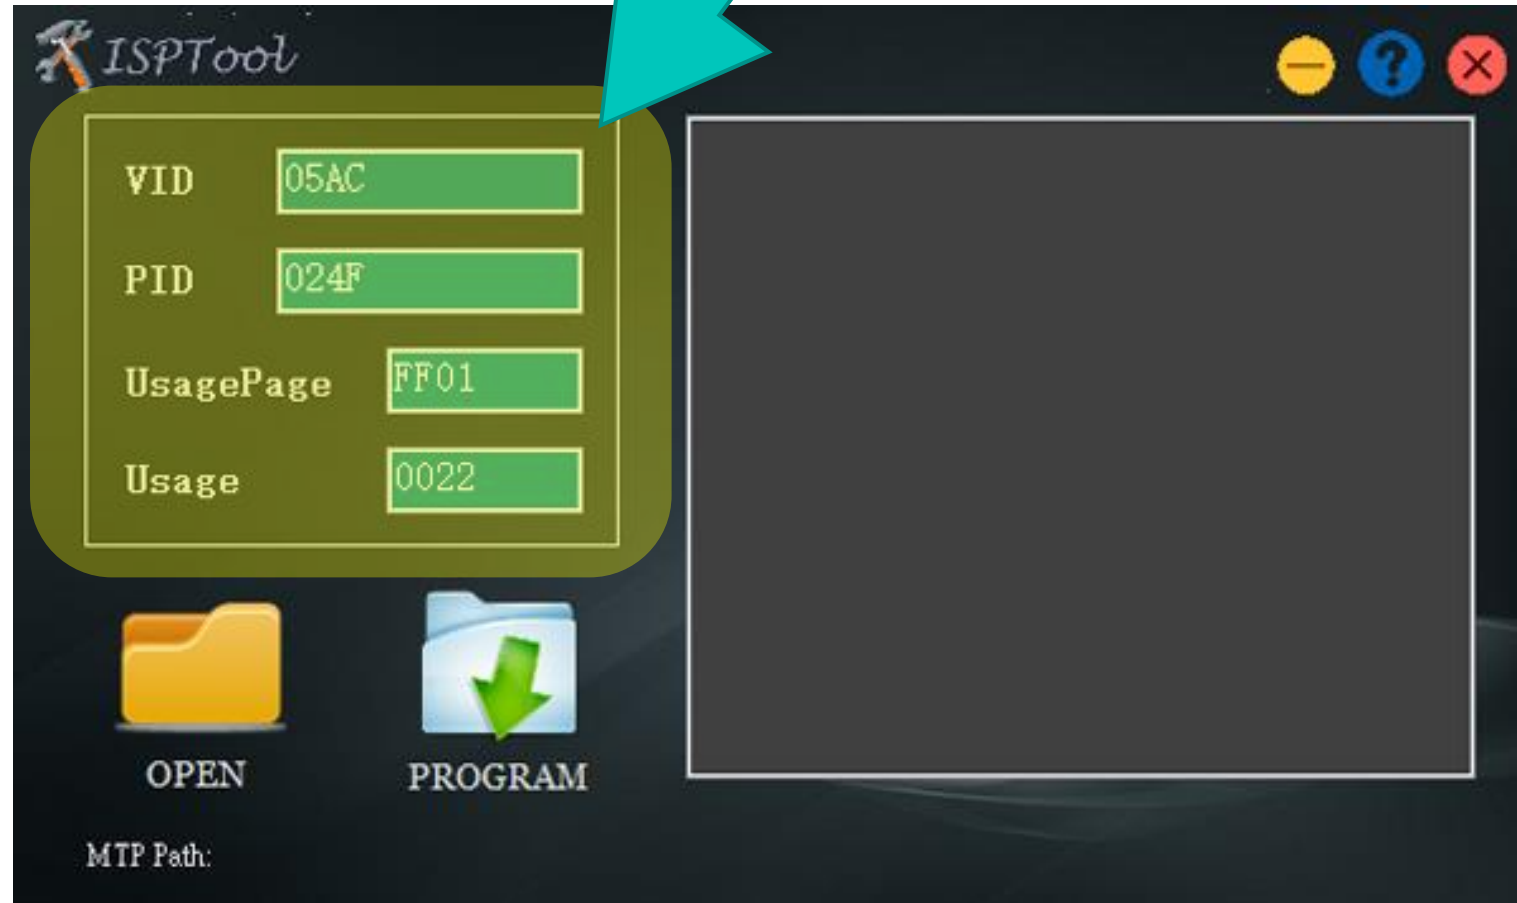 ISPTool
VID 05AC
PID 024F
UsagePage FF01
Usage 0022
OPEN PROGRAM
MTP Path: